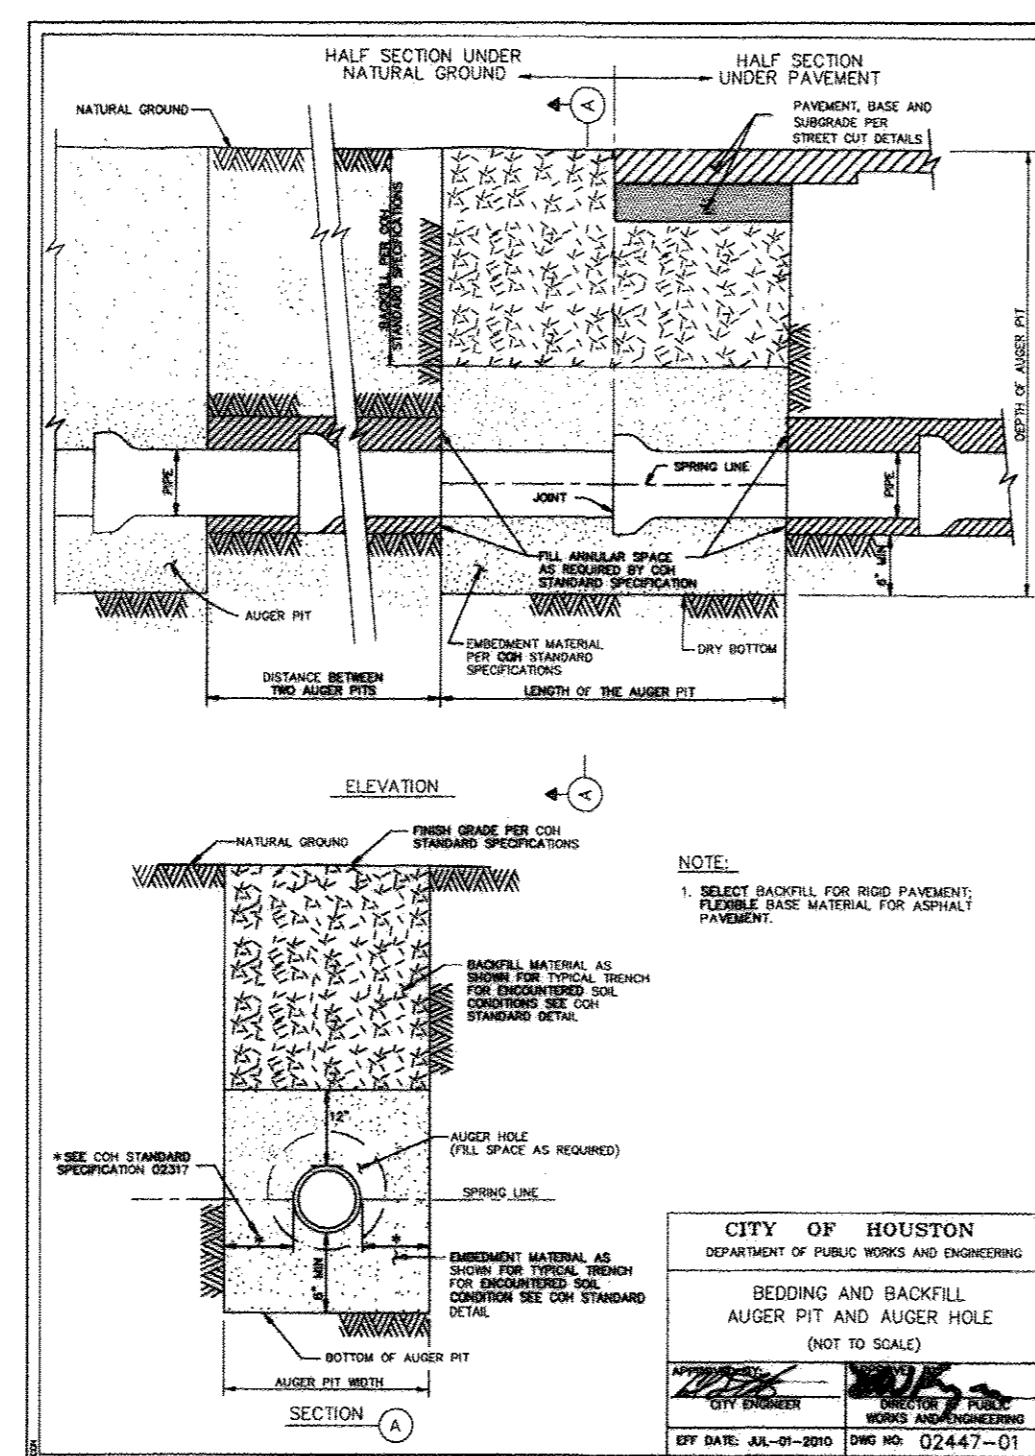 HALF SECTION UNDER
NATURAL GROUND
HALF SECTION
UNDER PAVEMENT
A
NATURAL GROUND
PAVEMENT, BASE AND
SUBGRADE PER
STREET CUT DETAILS
BACKFILL PER COH
STANDARD SPECIFICATIONS
DEPTH OF AUGER PIT
PIPE
SPRING LINE
JOINT
PIPE
FILL ANNULAR SPACE
AS REQUIRED BY COH
STANDARD SPECIFICATION
6" MIN
AUGER PIT
EMBEDMENT MATERIAL
PER COH STANDARD
SPECIFICATIONS
DRY BOTTOM
DISTANCE BETWEEN
TWO AUGER PITS
LENGTH OF THE AUGER PIT
ELEVATION
A
NATURAL GROUND
FINISH GRADE PER COH
STANDARD SPECIFICATIONS
NOTE:
1. SELECT BACKFILL FOR RIGID PAVEMENT;
FLEXIBLE BASE MATERIAL FOR ASPHALT
PAVEMENT.
BACKFILL MATERIAL AS
SHOWN FOR TYPICAL TRENCH
FOR ENCOUNTERED SOIL
CONDITIONS SEE COH
STANDARD DETAIL
12"
AUGER HOLE
(FILL SPACE AS REQUIRED)
*SEE COH STANDARD
SPECIFICATION 02317
SPRING LINE
* *
6" MIN
EMBEDMENT MATERIAL AS
SHOWN FOR TYPICAL TRENCH
FOR ENCOUNTERED SOIL
CONDITION SEE COH STANDARD
DETAIL
BOTTOM OF AUGER PIT
AUGER PIT WIDTH
SECTION A
CITY OF HOUSTON
DEPARTMENT OF PUBLIC WORKS AND ENGINEERING
BEDDING AND BACKFILL
AUGER PIT AND AUGER HOLE
(NOT TO SCALE)
APPROVED BY:
CITY ENGINEER
APPROVED BY:
DIRECTOR OF PUBLIC
WORKS AND ENGINEERING
EFF DATE: JUL-01-2010
DWG NO: 02447-01